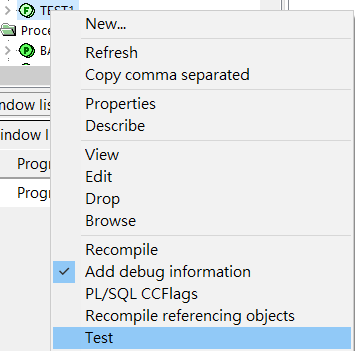 TEST1
New...
Proce
Refresh
BA
Copy comma separated
ndow lis
Properties
indow l
Describe
View
Progr
Edit
Progr
Drop
Browse
Recompile
Add debug information
PL/SQL CCFlags
Recompile referencing objects
Test